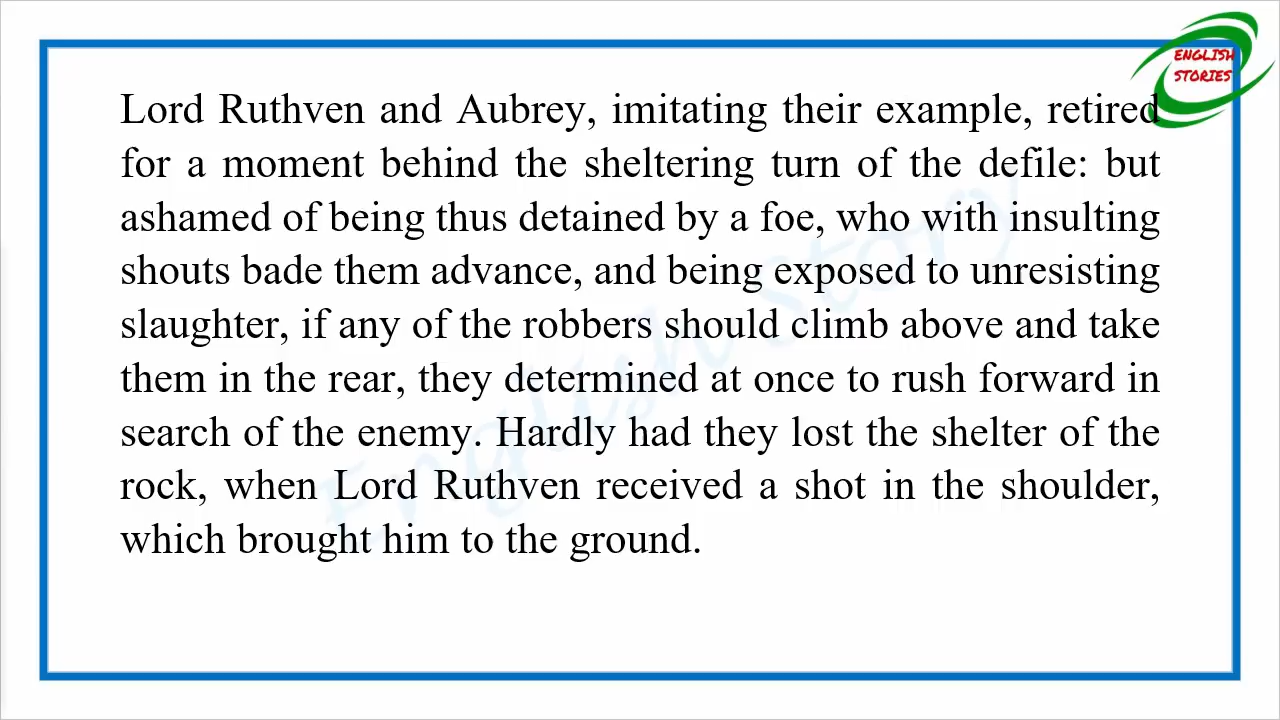 ENGLISH
STORIES
Lord Ruthven and Aubrey, imitating their example, retired
for a moment behind the sheltering turn of the defile: but
ashamed of being thus detained by a foe, who with insulting
shouts bade them advance, and being exposed to unresisting
slaughter, if any of the robbers should climb above and take
them in the rear, they determined at once to rush forward in
search of the enemy. Hardly had they lost the shelter of the
rock, when Lord Ruthven received a shot in the shoulder,
which brought him to the ground.
English Story